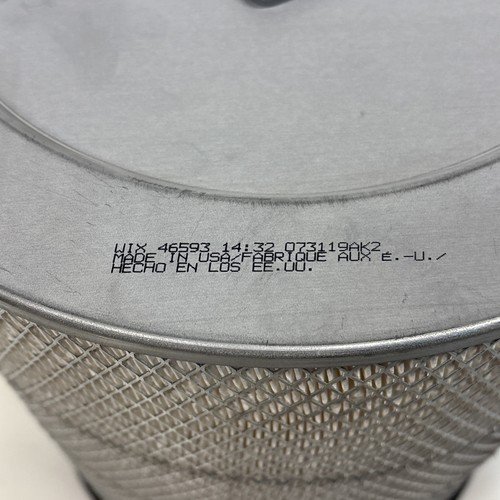 WIX 46593 14:32 073119AK2
MADE IN USA/FABRIQUE AUX E.-U./
HECHO EN LOS EE.UU.